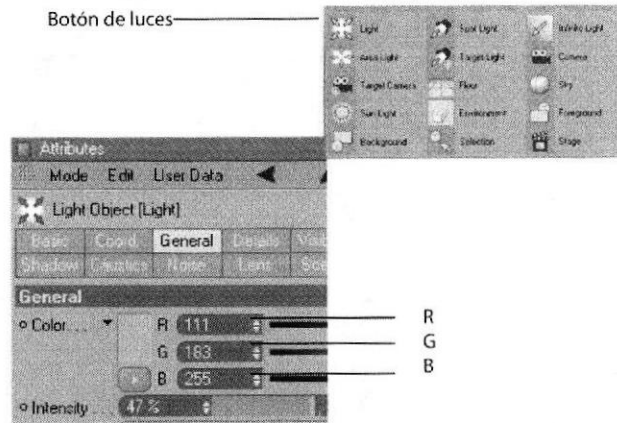 Botón de luces
Light
Spot Light
Infinite Light
Area Light
Target Light
Camera
Target Camera
Floor
Sky
Sun Light
Environment
Foreground
Background
Selection
Stage
Attributes
Mode Edit User Data
Light Object [Light]
Basic Coord. General Details
Shadow Caustics Noise Lens
General
Color . . . R 111 R
G 183 G
B 255 B
Intensity . . . 47 %